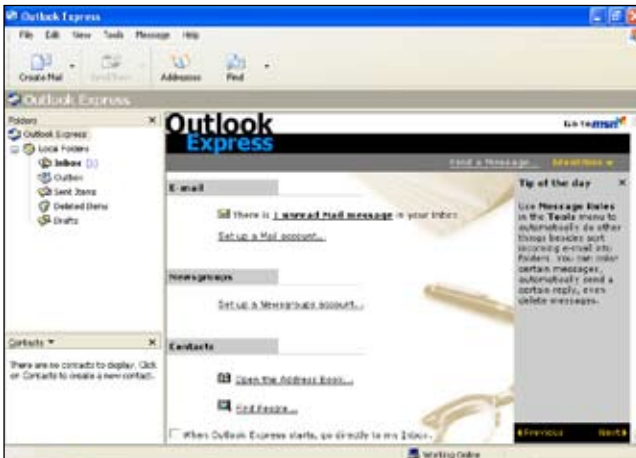 Outlook Express
File Edit View Tools Message Help
Create Mail Addresses Find
Outlook Express
Folders
Outlook Express
Local Folders
Inbox (1)
Outbox
Sent Items
Deleted Items
Drafts
Contacts
There are no contacts to display. Click
on Contacts to create a new contact.
Outlook
Express
Go to msn
Find a Message... Identities
E-mail
There is 1 unread Mail message in your Inbox
Set up a Mail account...
Newsgroups
Set up a Newsgroups account...
Contacts
Open the Address Book...
Find People...
When Outlook Express starts, go directly to my Inbox.
Tip of the day
Use Message Rules
in the Tools menu to
automatically do other
things besides sort
incoming e-mail into
folders. You can color
certain messages,
automatically send a
certain reply, even
delete messages.
Previous Next
Working Online